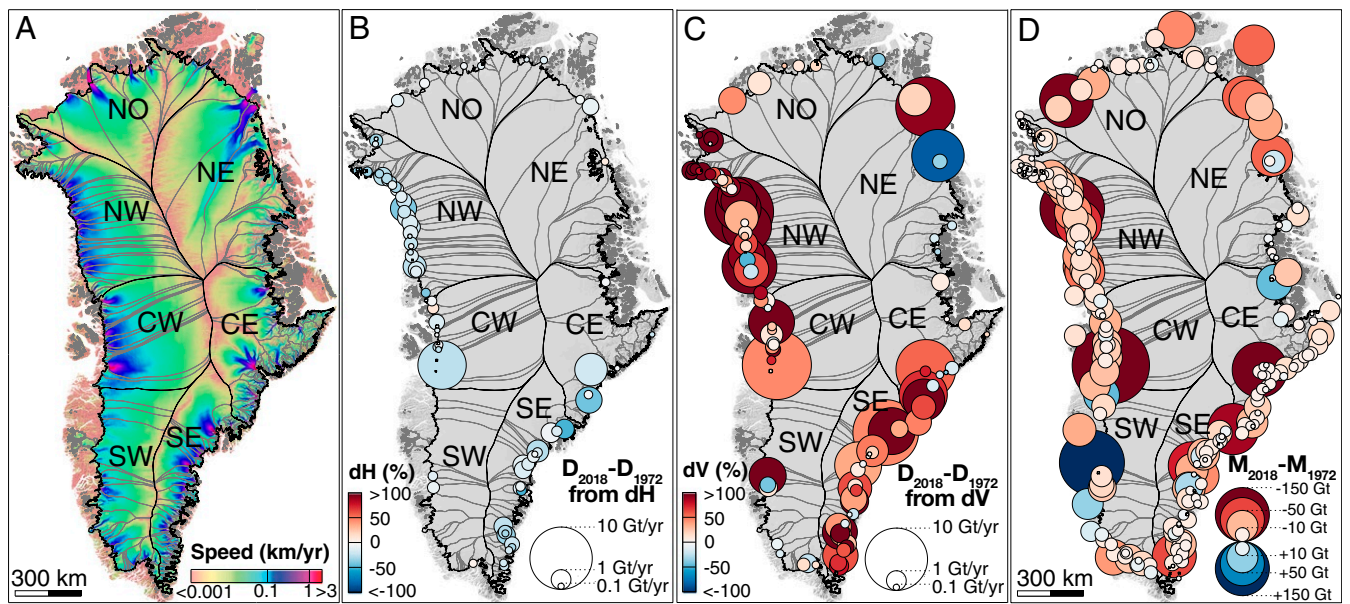 A
NO
NE
NW
CW
CE
SE
SW
Speed (km/yr)
300 km
<0.001 0.1 1 >3
B
NO
NE
NW
CW
CE
SE
SW
dH (%)
>100
50
0
-50
<-100
D2018-D1972
from dH
10 Gt/yr
1 Gt/yr
0.1 Gt/yr
C
NO
NE
NW
CW
CE
SE
SW
dV (%)
>100
50
0
-50
<-100
D2018-D1972
from dV
10 Gt/yr
1 Gt/yr
0.1 Gt/yr
D
NO
NE
NW
CW
CE
SW
SE
M2018-M1972
-150 Gt
-50 Gt
-10 Gt
+10 Gt
+50 Gt
+150 Gt
300 km